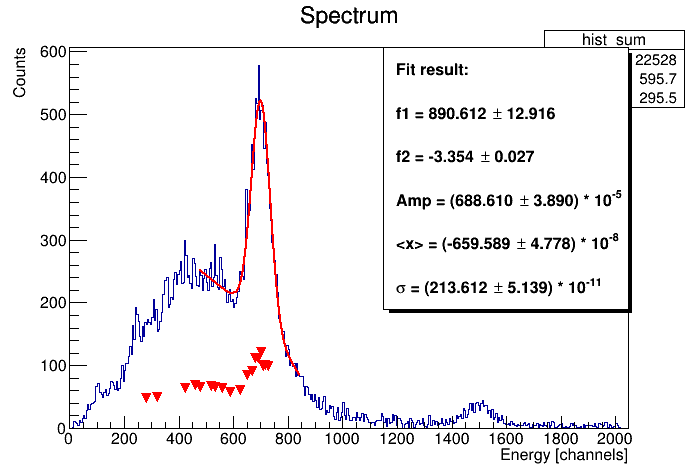 Spectrum
hist_sum
22528
595.7
295.5
Fit result:
f1 = 890.612 ± 12.916
f2 = -3.354 ± 0.027
Amp = (688.610 ± 3.890) * 10^-5
<x> = (-659.589 ± 4.778) * 10^-8
σ = (213.612 ± 5.139) * 10^-11
Counts
600
500
400
300
200
100
0
0 200 400 600 800 1000 1200 1400 1600 1800 2000
Energy [channels]